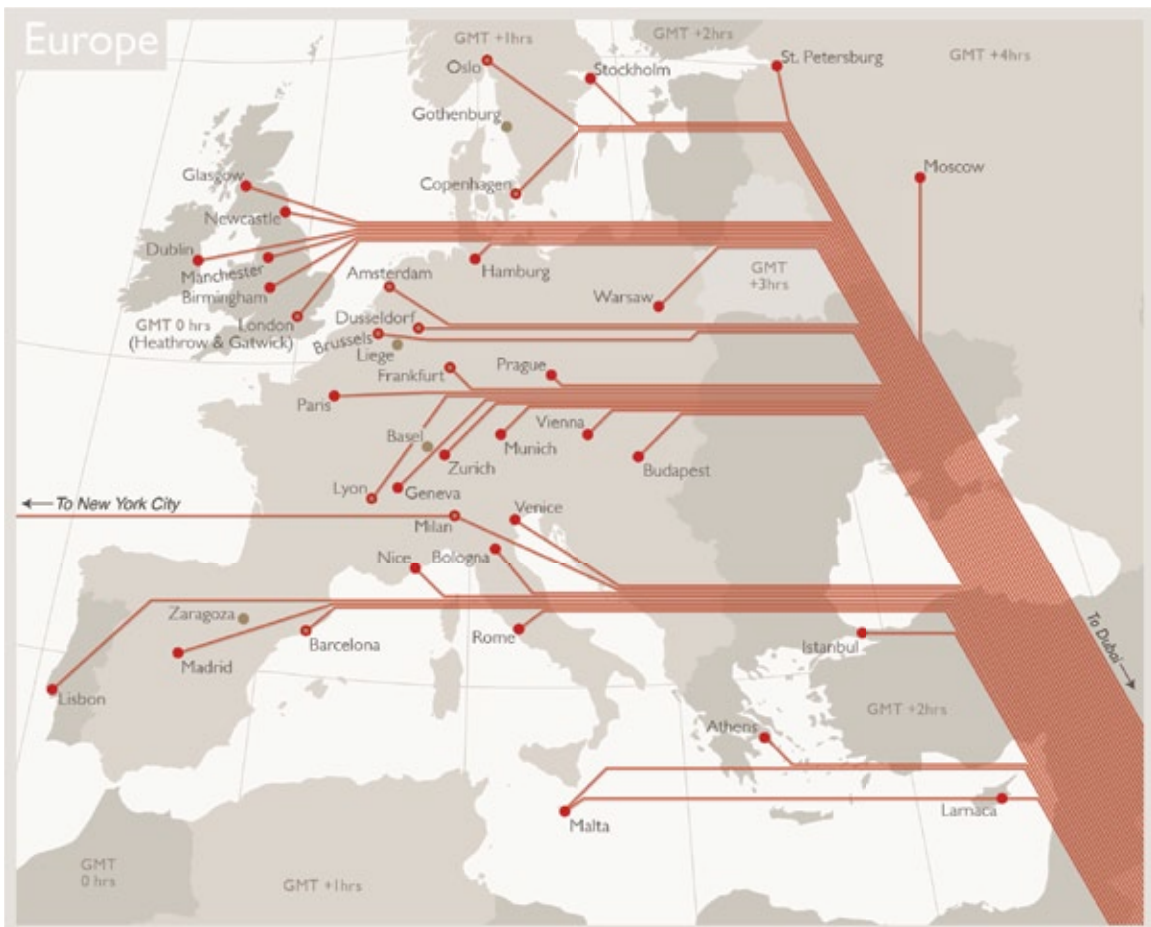 Europe
GMT +1hrs
GMT +2hrs
GMT +4hrs
Oslo
Stockholm
St. Petersburg
Gothenburg
Moscow
Glasgow
Copenhagen
Newcastle
Dublin
Manchester
Hamburg
Amsterdam
Birmingham
GMT
+3hrs
Warsaw
GMT 0 hrs
London
(Heathrow & Gatwick)
Dusseldorf
Brussels
Liege
Frankfurt
Prague
Paris
Basel
Vienna
Munich
Zurich
Budapest
Lyon
Geneva
To New York City
Venice
Milan
Nice
Bologna
Zaragoza
Barcelona
Rome
Istanbul
To Dubai
Madrid
Lisbon
GMT +2hrs
Athens
Malta
Larnaca
GMT
0 hrs
GMT +1hrs